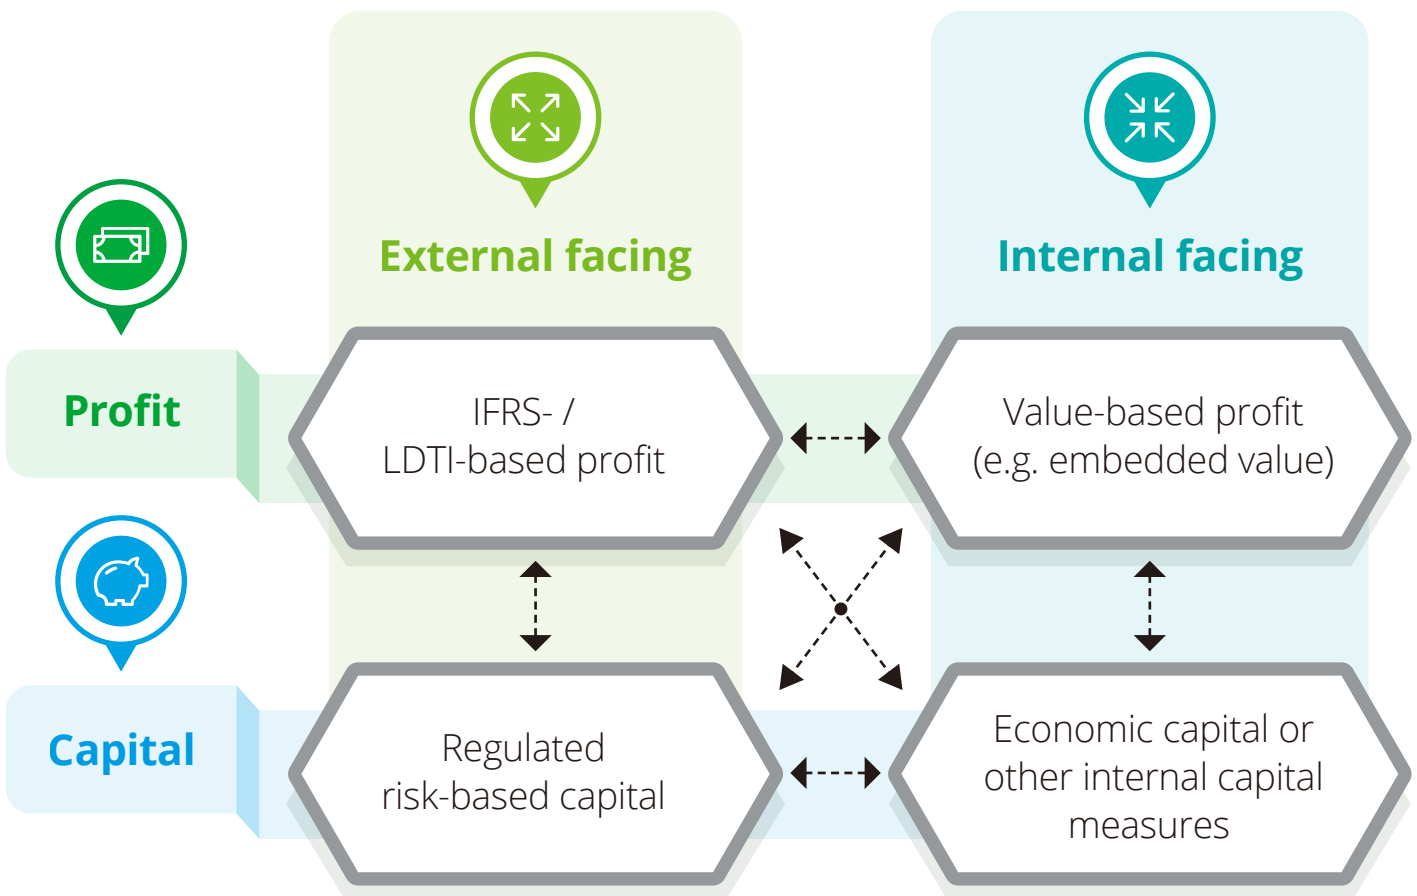 External facing
Internal facing
Profit
IFRS- /
LDTI-based profit
Value-based profit
(e.g. embedded value)
Capital
Regulated
risk-based capital
Economic capital or
other internal capital
measures